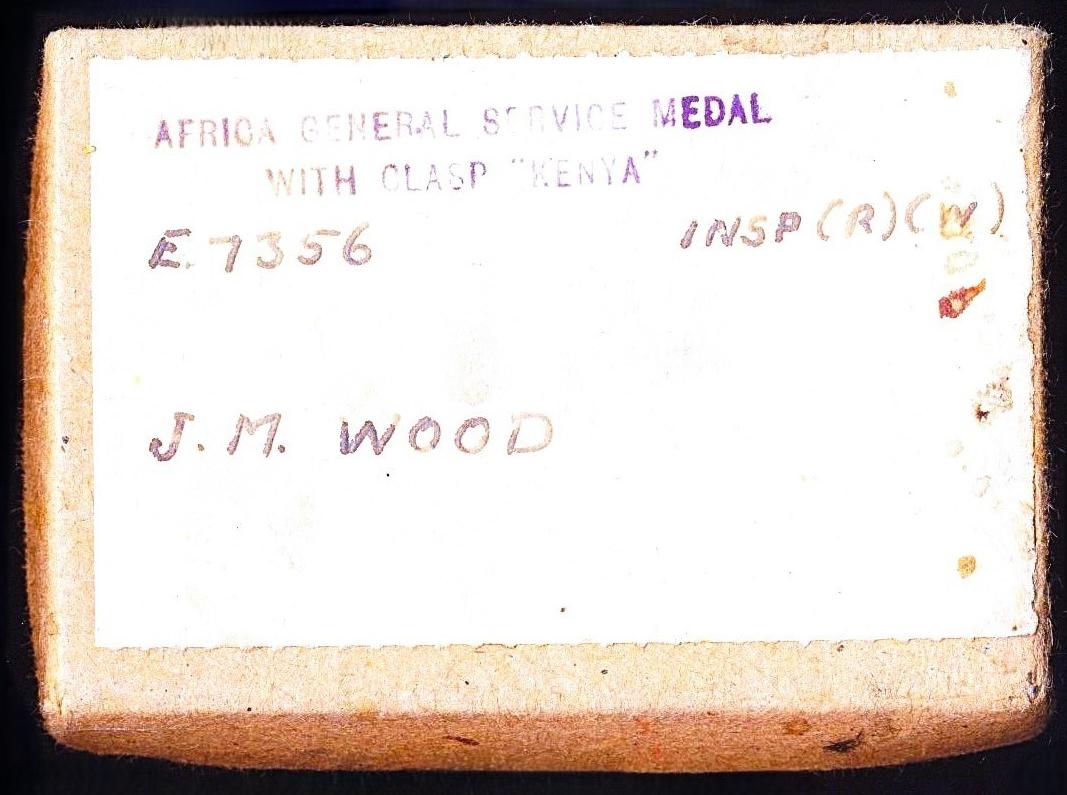 AFRICA GENERAL SERVICE MEDAL
WITH CLASP "KENYA"
E. 7356 INSP (R) (W)
J. M. WOOD